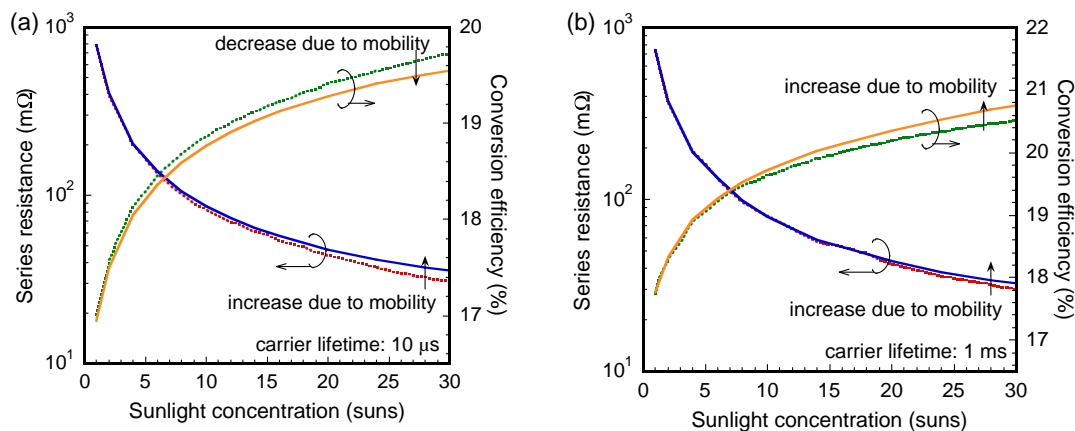 (a)
Series resistance (mΩ)
10³
10²
10¹
decrease due to mobility
increase due to mobility
carrier lifetime: 10 μs
20
19
18
17
Conversion efficiency (%)
0 5 10 15 20 25 30
Sunlight concentration (suns)
(b)
Series resistance (mΩ)
10³
10²
10¹
increase due to mobility
increase due to mobility
carrier lifetime: 1 ms
22
21
20
19
18
17
Conversion efficiency (%)
0 5 10 15 20 25 30
Sunlight concentration (suns)